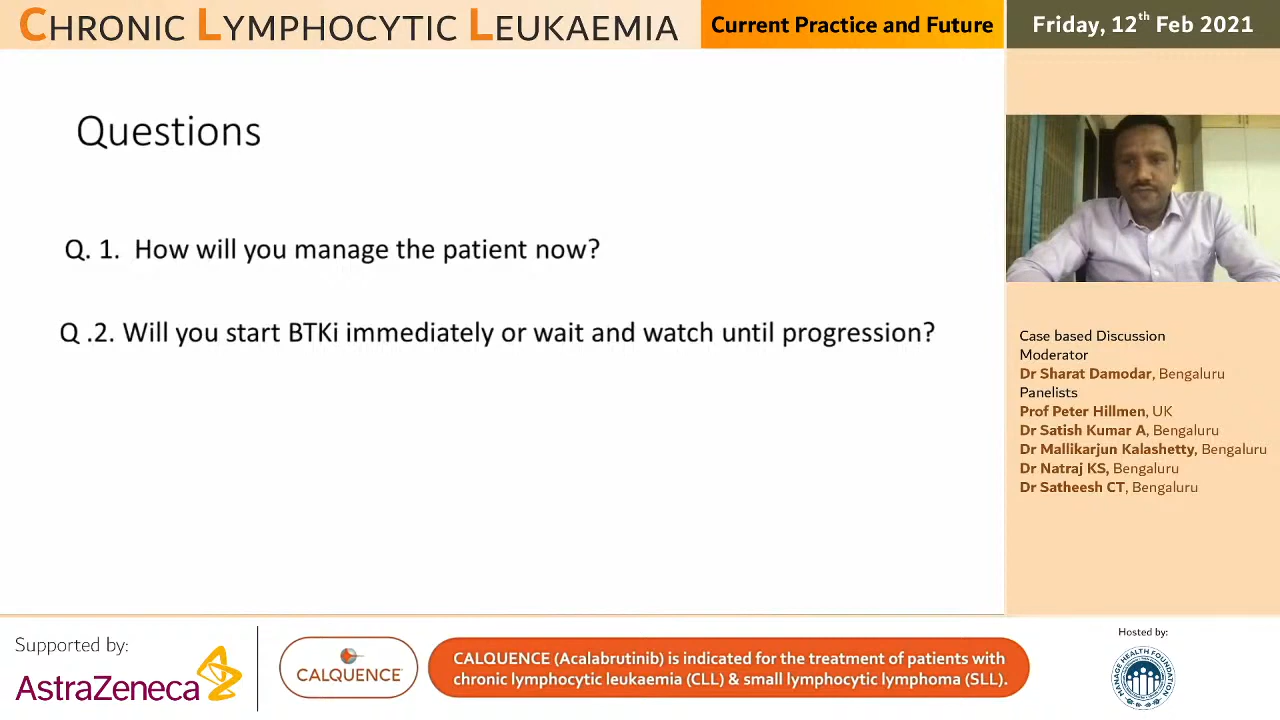 CHRONIC LYMPHOCYTIC LEUKAEMIA
Current Practice and Future
Friday, 12th Feb 2021
Questions
Q. 1. How will you manage the patient now?
Q .2. Will you start BTKi immediately or wait and watch until progression?
Case based Discussion
Moderator
Dr Sharat Damodar, Bengaluru
Panelists
Prof Peter Hillmen, UK
Dr Satish Kumar A, Bengaluru
Dr Mallikarjun Kalashetty, Bengaluru
Dr Natraj KS, Bengaluru
Dr Satheesh CT, Bengaluru
Supported by:
AstraZeneca
CALQUENCE
CALQUENCE (Acalabrutinib) is indicated for the treatment of patients with
chronic lymphocytic leukaemia (CLL) & small lymphocytic lymphoma (SLL).
Hosted by:
MANAGE HEALTH FOUNDATION